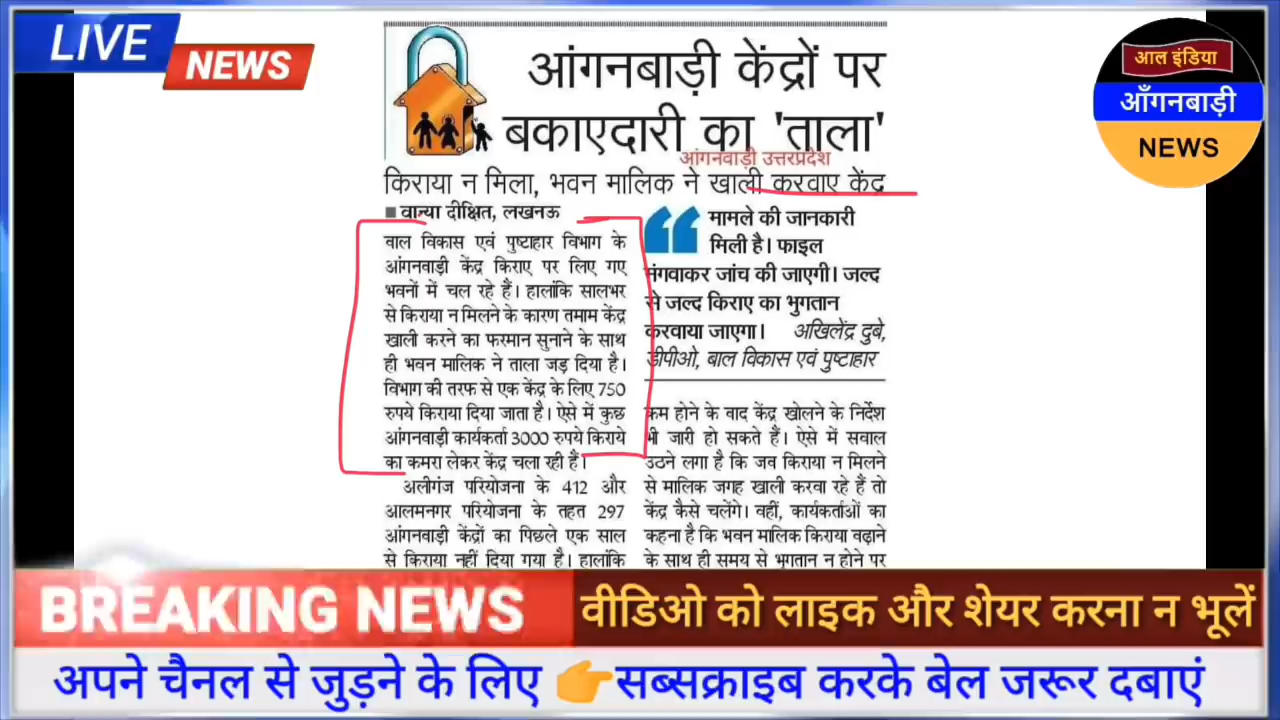 LIVE
NEWS
आल इंडिया
आँगनबाड़ी
NEWS
आंगनबाड़ी केंद्रों पर
बकाएदारी का 'ताला'
आंगनवाड़ी उत्तरप्रदेश
किराया न मिला, भवन मालिक ने खाली करवाए केंद्र
■ वान्या दीक्षित, लखनऊ
बाल विकास एवं पुष्टाहार विभाग के
आंगनवाड़ी केंद्र किराए पर लिए गए
भवनों में चल रहे हैं। हालांकि सालभर
से किराया न मिलने के कारण तमाम केंद्र
खाली करने का फरमान सुनाने के साथ
ही भवन मालिक ने ताला जड़ दिया है।
विभाग की तरफ से एक केंद्र के लिए 750
रुपये किराया दिया जाता है। ऐसे में कुछ
आंगनवाड़ी कार्यकर्ता 3000 रुपये किराये
का कमरा लेकर केंद्र चला रही हैं।
अलीगंज परियोजना के 412 और
आलमनगर परियोजना के तहत 297
आंगनवाड़ी केंद्रों का पिछले एक साल
से किराया नहीं दिया गया है। हालांकि
मामले की जानकारी
मिली है। फाइल
मंगवाकर जांच की जाएगी। जल्द
से जल्द किराए का भुगतान
करवाया जाएगा। अखिलेंद्र दुबे,
डीपीओ, बाल विकास एवं पुष्टाहार
कम होने के बाद केंद्र खोलने के निर्देश
भी जारी हो सकते हैं। ऐसे में सवाल
उठने लगा है कि जब किराया न मिलने
से मालिक जगह खाली करवा रहे हैं तो
केंद्र कैसे चलेंगे। वहीं, कार्यकर्ताओं का
कहना है कि भवन मालिक किराया बढ़ाने
के साथ ही समय से भुगतान न होने पर
BREAKING NEWS
वीडिओ को लाइक और शेयर करना न भूलें
अपने चैनल से जुड़ने के लिए 👉सब्सक्राइब करके बेल जरूर दबाएं